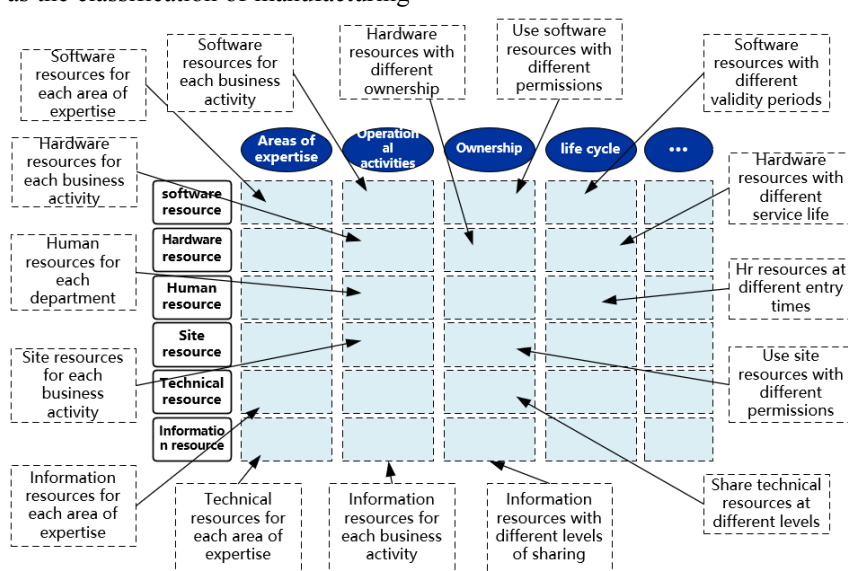 as the classification of manufacturing
Software
resources for
each area of
expertise
Software
resources for
each business
activity
Hardware
resources with
different
ownership
Use software
resources with
different
permissions
Software
resources with
different
validity periods
Areas of
expertise
Operation
al
activities
Ownership
life cycle
...
Hardware
resources for
each business
activity
Human
resources for
each
department
Site resources
for each
business
activity
Information
resources for
each area of
expertise
software
resource
Hardware
resource
Human
resource
Site
resource
Technical
resource
Informatio
n resource
Hardware
resources with
different
service life
Hr resources at
different entry
times
Use site
resources with
different
permissions
Share technical
resources at
different levels
Technical
resources for
each area of
expertise
Information
resources for
each business
activity
Information
resources with
different levels
of sharing